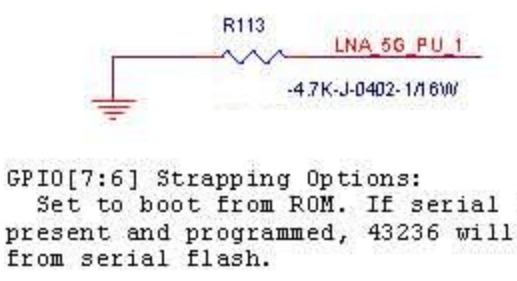 R113
LNA_5G_PU_1
-4.7K-J-0402-1/16W
GPIO[7:6] Strapping Options:
Set to boot from ROM. If serial
present and programmed, 43236 will
from serial flash.